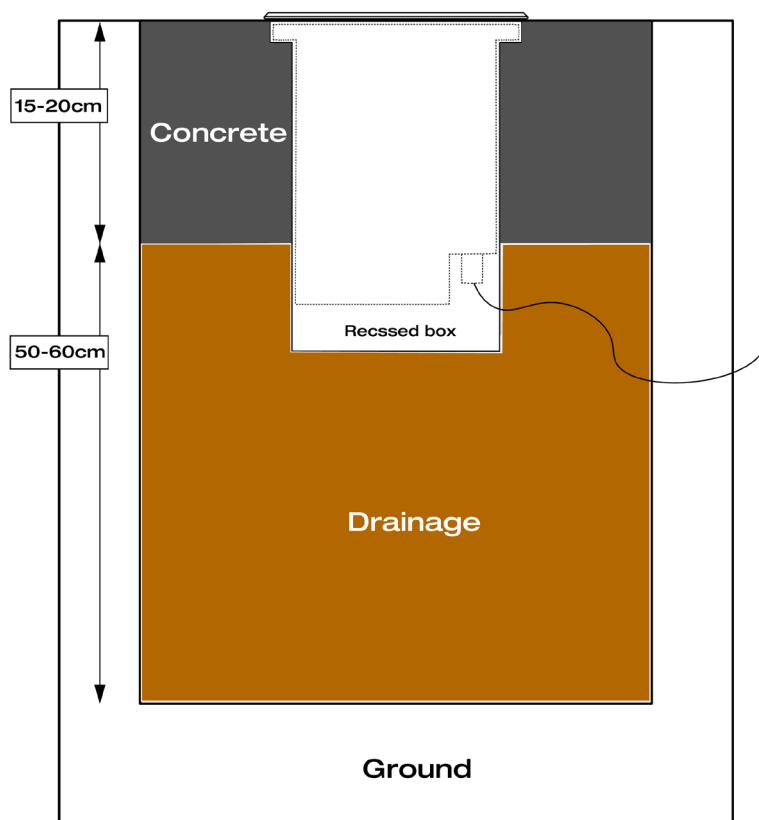 15-20cm
Concrete
Recssed box
50-60cm
Drainage
Ground